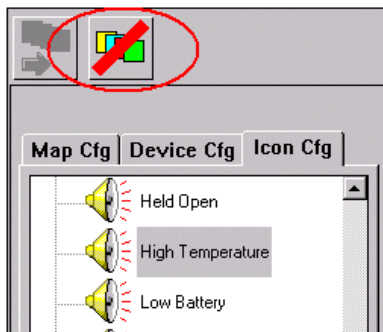 Map Cfg Device Cfg Icon Cfg
Held Open
High Temperature
Low Battery